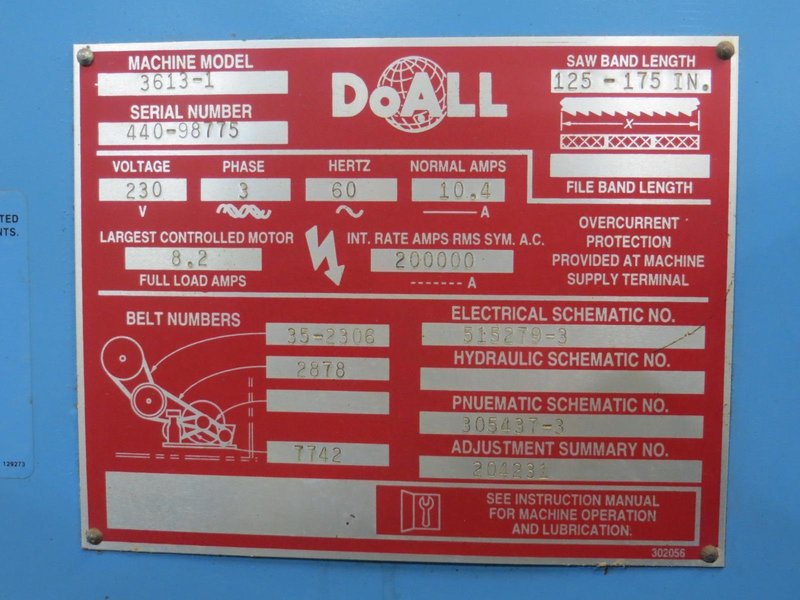 MACHINE MODEL
3613-1
SERIAL NUMBER
440-98775
DOALL
SAW BAND LENGTH
125 - 175 IN.
X
FILE BAND LENGTH
VOLTAGE PHASE HERTZ NORMAL AMPS
230 3 60 10.4
V A
LARGEST CONTROLLED MOTOR
8.2
FULL LOAD AMPS
INT. RATE AMPS RMS SYM. A.C.
200000
A
OVERCURRENT
PROTECTION
PROVIDED AT MACHINE
SUPPLY TERMINAL
BELT NUMBERS
35-2306
2878
7742
ELECTRICAL SCHEMATIC NO.
515279-3
HYDRAULIC SCHEMATIC NO.
PNUEMATIC SCHEMATIC NO.
305437-3
ADJUSTMENT SUMMARY NO.
204231
SEE INSTRUCTION MANUAL
FOR MACHINE OPERATION
AND LUBRICATION.
302056
TED
NTS.
129273